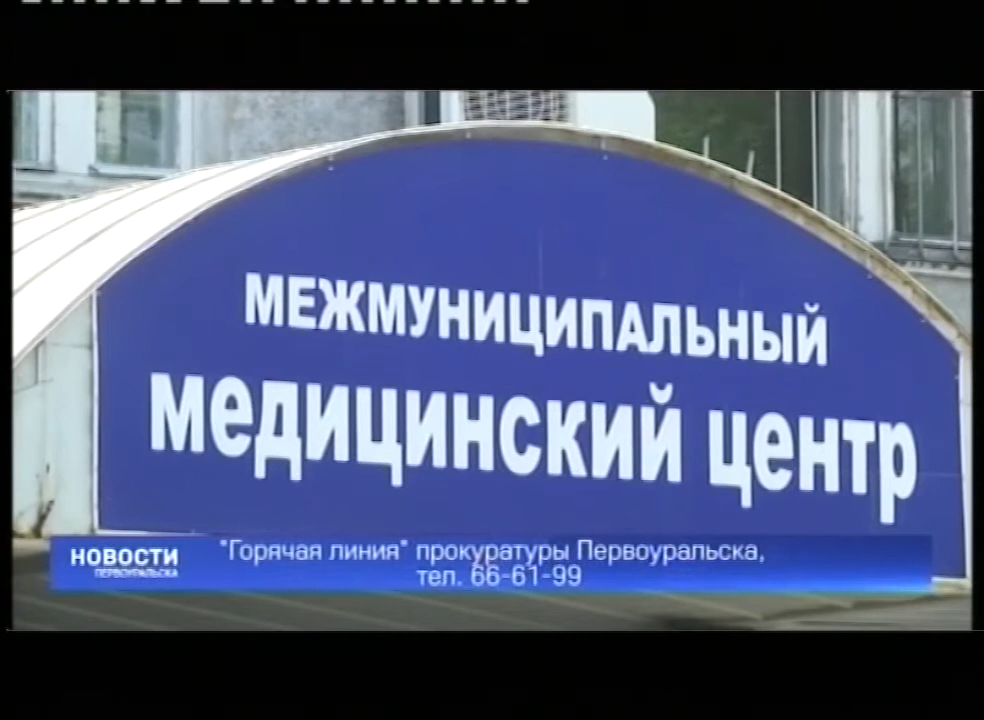 МЕЖМУНИЦИПАЛЬНЫЙ
медицинский центр
НОВОСТИ
ПЕРВОУРАЛЬСКА
"Горячая линия" прокуратуры Первоуральска,
тел. 66-61-99